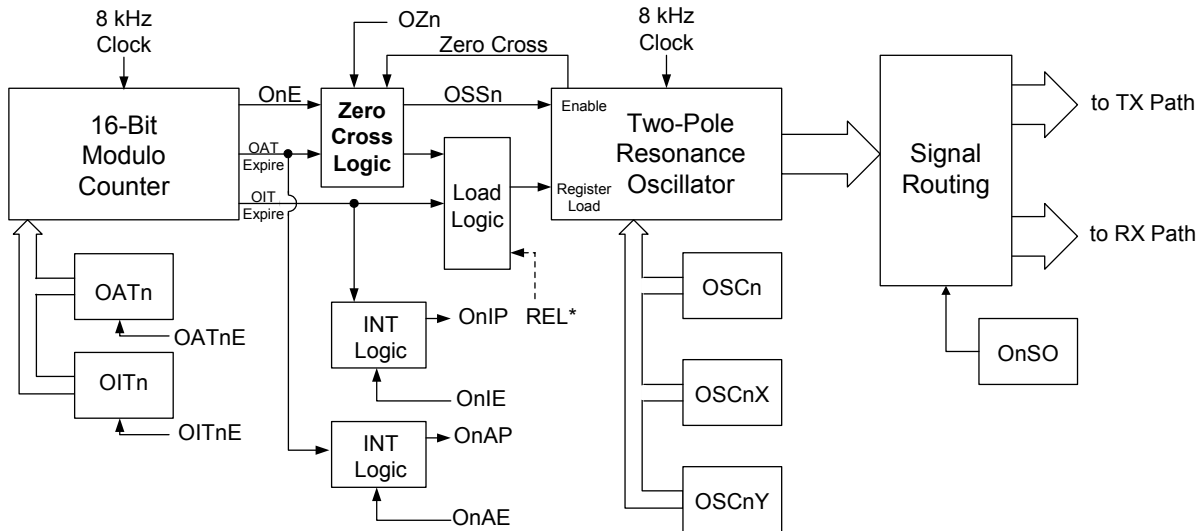 8 kHz
Clock
OZn
Zero Cross
8 kHz
Clock
16-Bit
Modulo
Counter
OnE
OAT
Expire
OIT
Expire
Zero
Cross
Logic
OSSn
Load
Logic
Enable
Register
Load
Two-Pole
Resonance
Oscillator
Signal
Routing
to TX Path
to RX Path
OATn
OATnE
OITn
OITnE
INT
Logic
OnIP
OnIE
REL*
INT
Logic
OnAP
OnAE
OSCn
OSCnX
OSCnY
OnSO